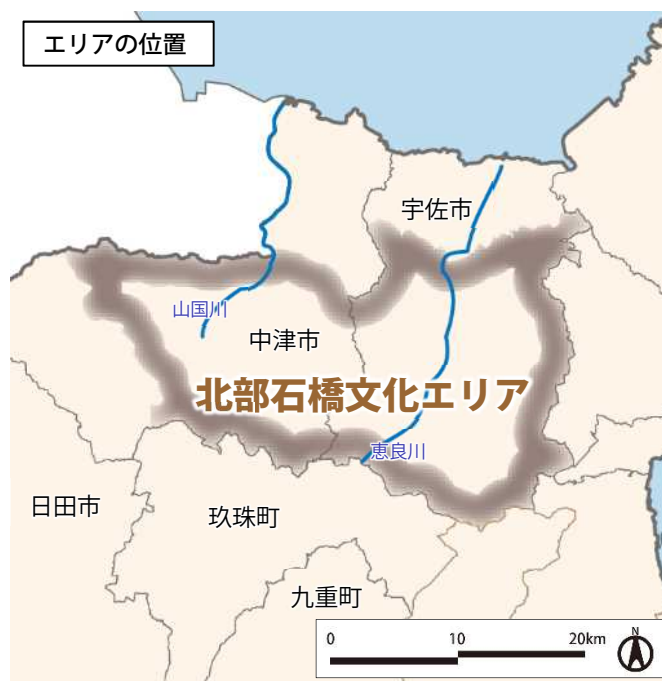 エリアの位置
宇佐市
山国川
中津市
北部石橋文化エリア
恵良川
日田市
玖珠町
九重町
0 10 20km
N